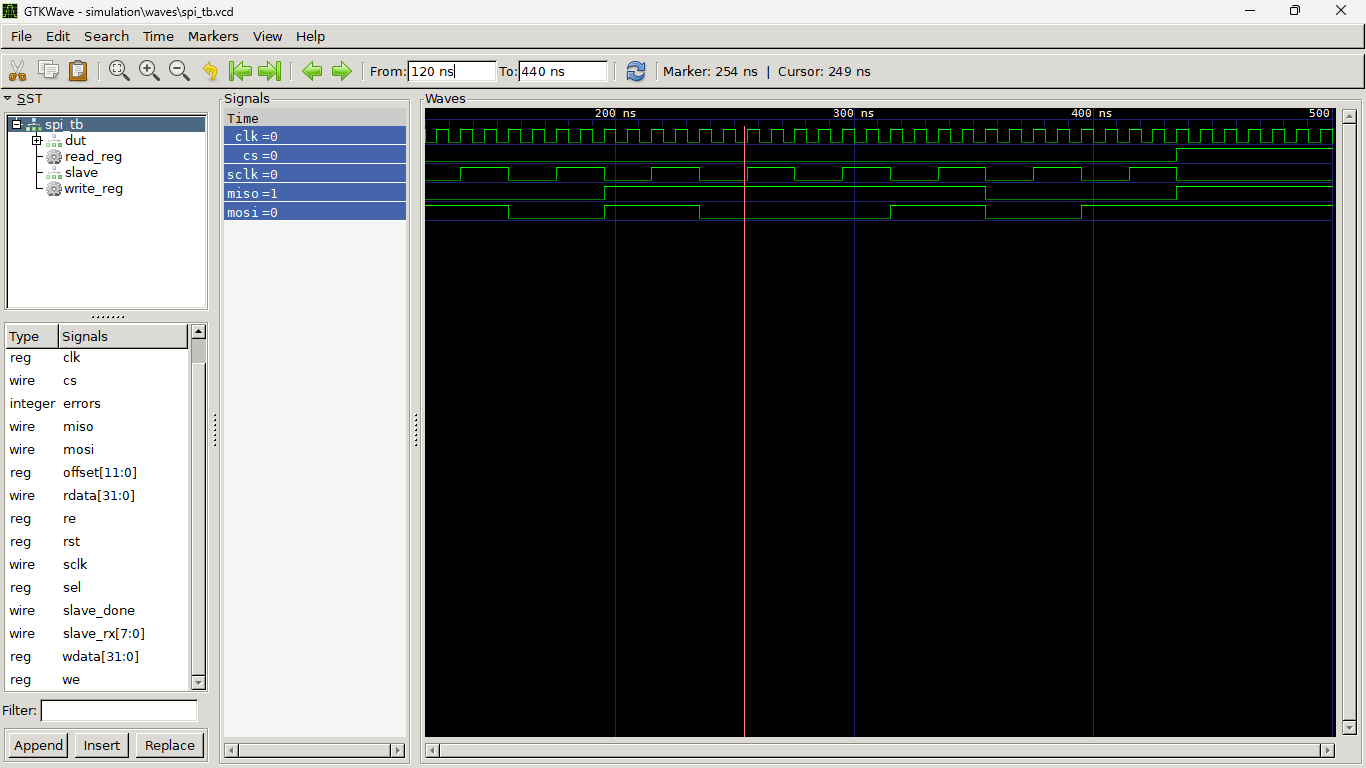 GTKWave - simulation\waves\spi_tb.vcd
File Edit Search Time Markers View Help
From: 120 ns To: 440 ns Marker: 254 ns | Cursor: 249 ns
SST
spi_tb
dut
read_reg
slave
write_reg
Type Signals
reg clk
wire cs
integer errors
wire miso
wire mosi
reg offset[11:0]
wire rdata[31:0]
reg re
reg rst
wire sclk
reg sel
wire slave_done
wire slave_rx[7:0]
reg wdata[31:0]
reg we
Filter:
Append Insert Replace
Signals
Time
clk=0
cs=0
sclk=0
miso=1
mosi=0
Waves
200 ns 300 ns 400 ns 500